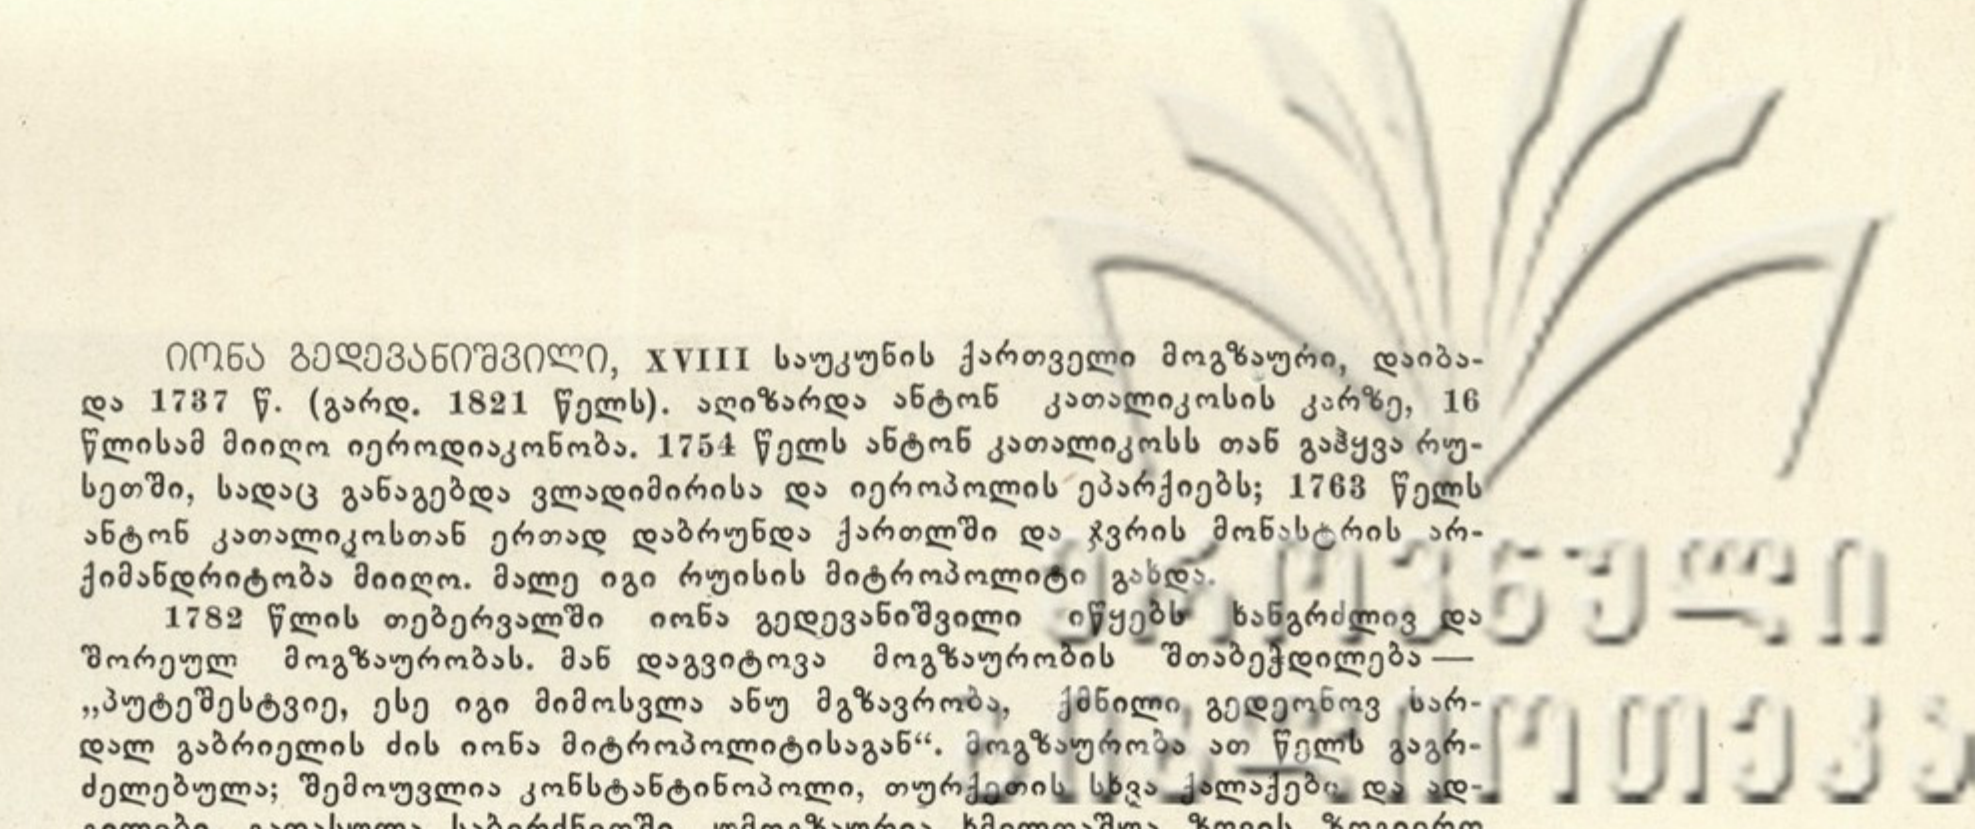 ᲘᲝᲜᲐ ᲒᲔᲓᲔᲕᲐᲜᲘᲨᲕᲘᲚᲘ, XVIII საუკუნის ქართველი მოგზაური, დაიბა-
და 1737 წ. (გარდ. 1821 წელს). აღიზარდა ანტონ კათალიკოსის კარზე, 16
წლისამ მიიღო იეროდიაკონობა. 1754 წელს ანტონ კათალიკოსს თან გაჰყვა რუ-
სეთში, სადაც განაგებდა ვლადიმირისა და იეროპოლის ეპარქიებს; 1763 წელს
ანტონ კათალიკოსთან ერთად დაბრუნდა ქართლში და ჯვრის მონასტრის არ-
ქიმანდრიტობა მიიღო. მალე იგი რუისის მიტროპოლიტი გახდა.
1782 წლის თებერვალში იონა გედევანიშვილი იწყებს ხანგრძლივ და
შორეულ მოგზაურობას. მან დაგვიტოვა მოგზაურობის შთაბეჭდილება —
„პუტეშესტვიე, ესე იგი მიმოსვლა ანუ მგზავრობა, ქმნილი გედეონოვ სარ-
დალ გაბრიელის ძის იონა მიტროპოლიტისაგან“. მოგზაურობა ათ წელს გაგრ-
ძელებულა; შემოუვლია კონსტანტინოპოლი, თურქეთის სხვა ქალაქები და ად-
ეროვნული
ბიბლიოთეკა